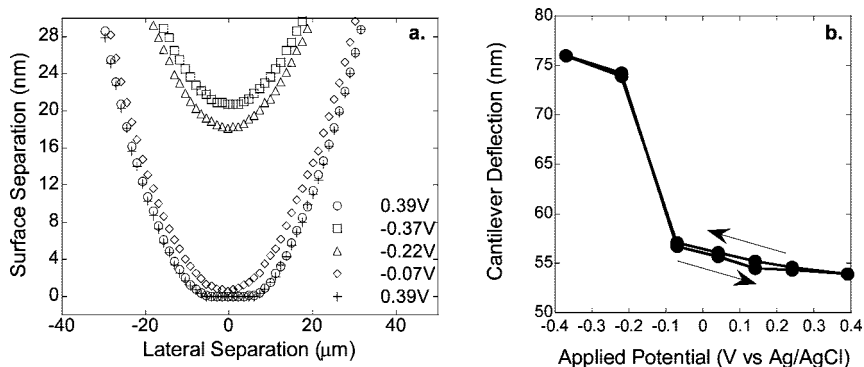 a.
Surface Separation (nm)
28
24
20
16
12
8
4
0
-40
-20
0
20
40
Lateral Separation (μm)
0.39V
-0.37V
-0.22V
-0.07V
0.39V
b.
Cantilever Deflection (nm)
80
75
70
65
60
55
50
-0.4
-0.3
-0.2
-0.1
0
0.1
0.2
0.3
0.4
Applied Potential (V vs Ag/AgCl)